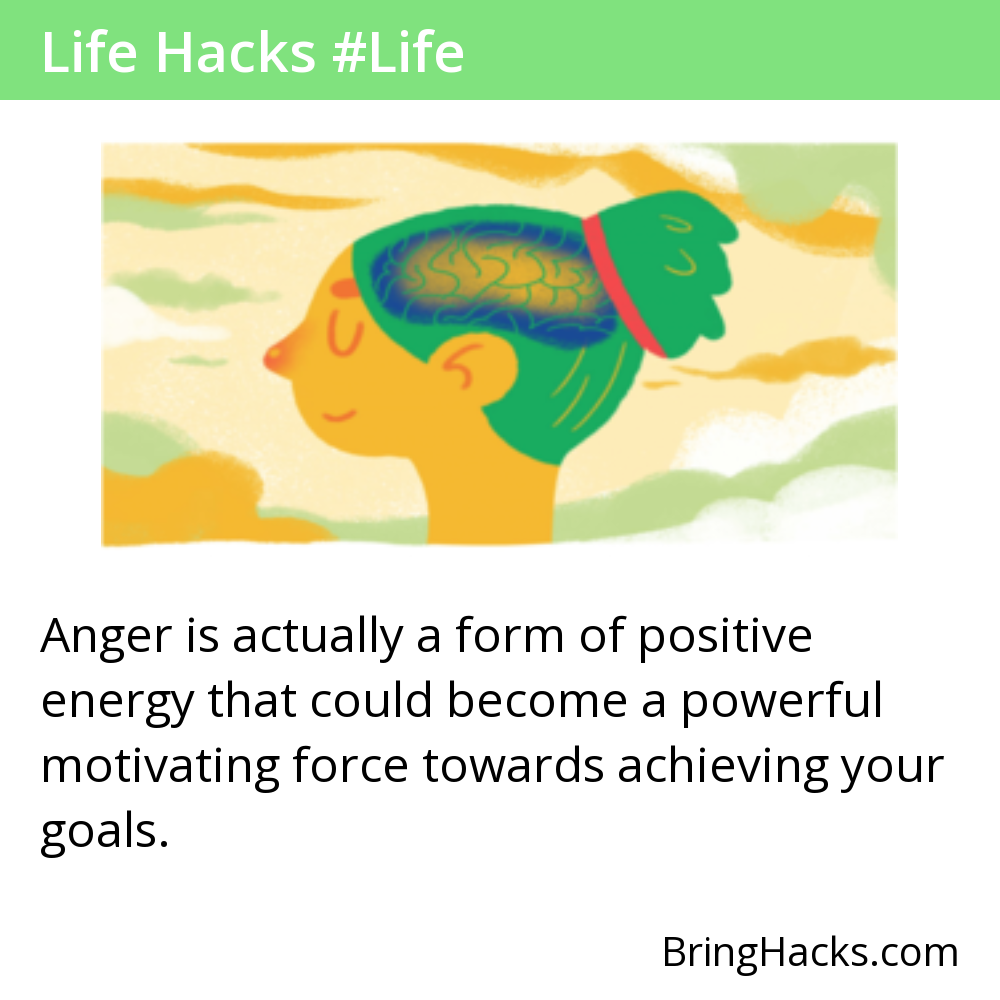 Life Hacks #Life
Anger is actually a form of positive
energy that could become a powerful
motivating force towards achieving your
goals.
BringHacks.com